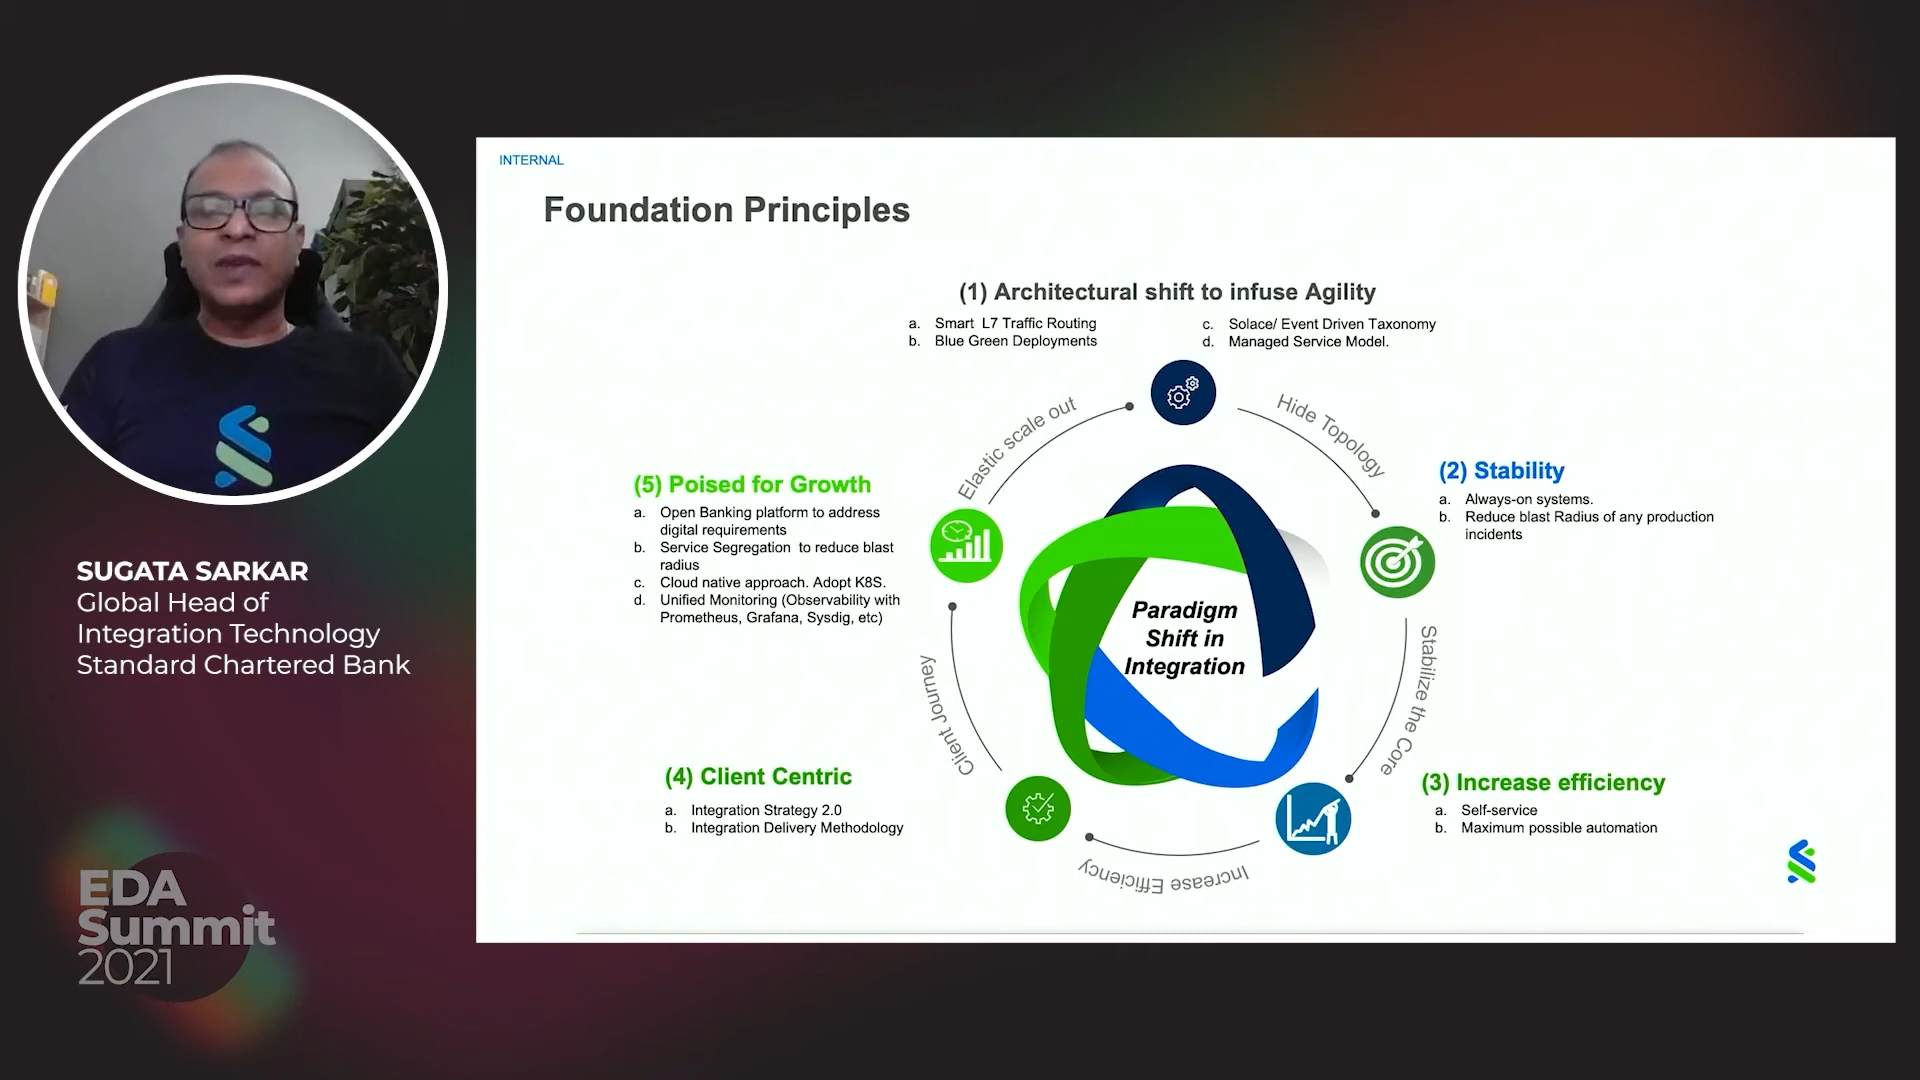 SUGATA SARKAR
Global Head of
Integration Technology
Standard Chartered Bank
EDA
Summit
2021
INTERNAL
Foundation Principles
(1) Architectural shift to infuse Agility
a. Smart L7 Traffic Routing
b. Blue Green Deployments
c. Solace/ Event Driven Taxonomy
d. Managed Service Model.
Elastic scale out
Hide Topology
(2) Stability
a. Always-on systems.
b. Reduce blast Radius of any production
incidents
(5) Poised for Growth
a. Open Banking platform to address
digital requirements
b. Service Segregation to reduce blast
radius
c. Cloud native approach. Adopt K8S.
d. Unified Monitoring (Observability with
Prometheus, Grafana, Sysdig, etc)
Paradigm
Shift in
Integration
Stabilize the Core
Client Journey
(4) Client Centric
a. Integration Strategy 2.0
b. Integration Delivery Methodology
(3) Increase efficiency
a. Self-service
b. Maximum possible automation
Increase Efficiency